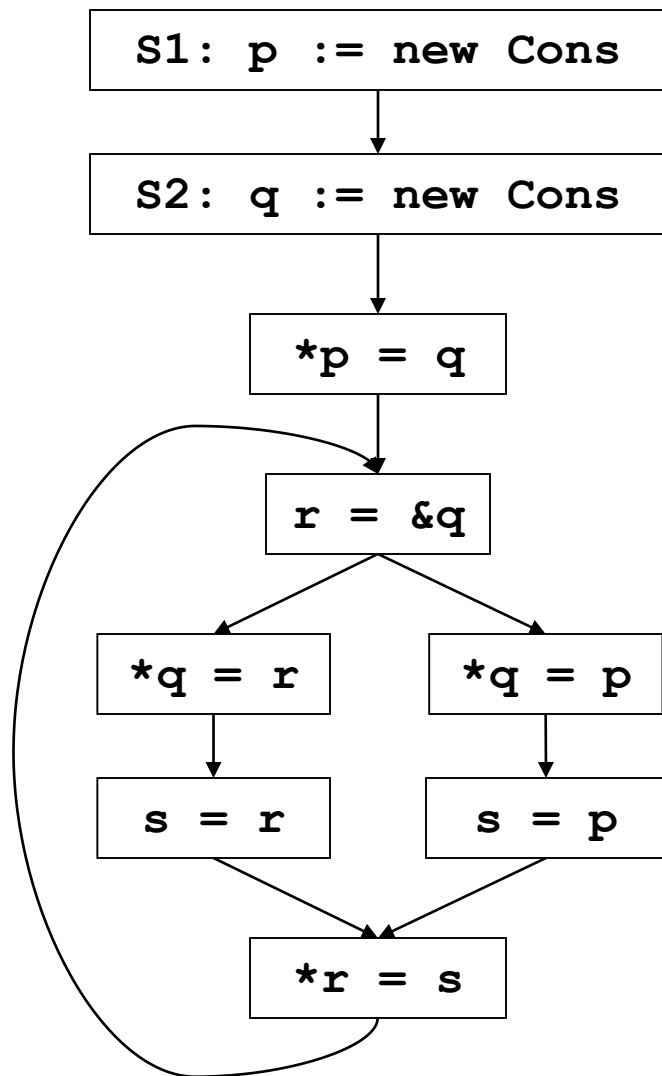 S1: p := new Cons
S2: q := new Cons
*p = q
r = &q
*q = r
*q = p
s = r
s = p
*r = s